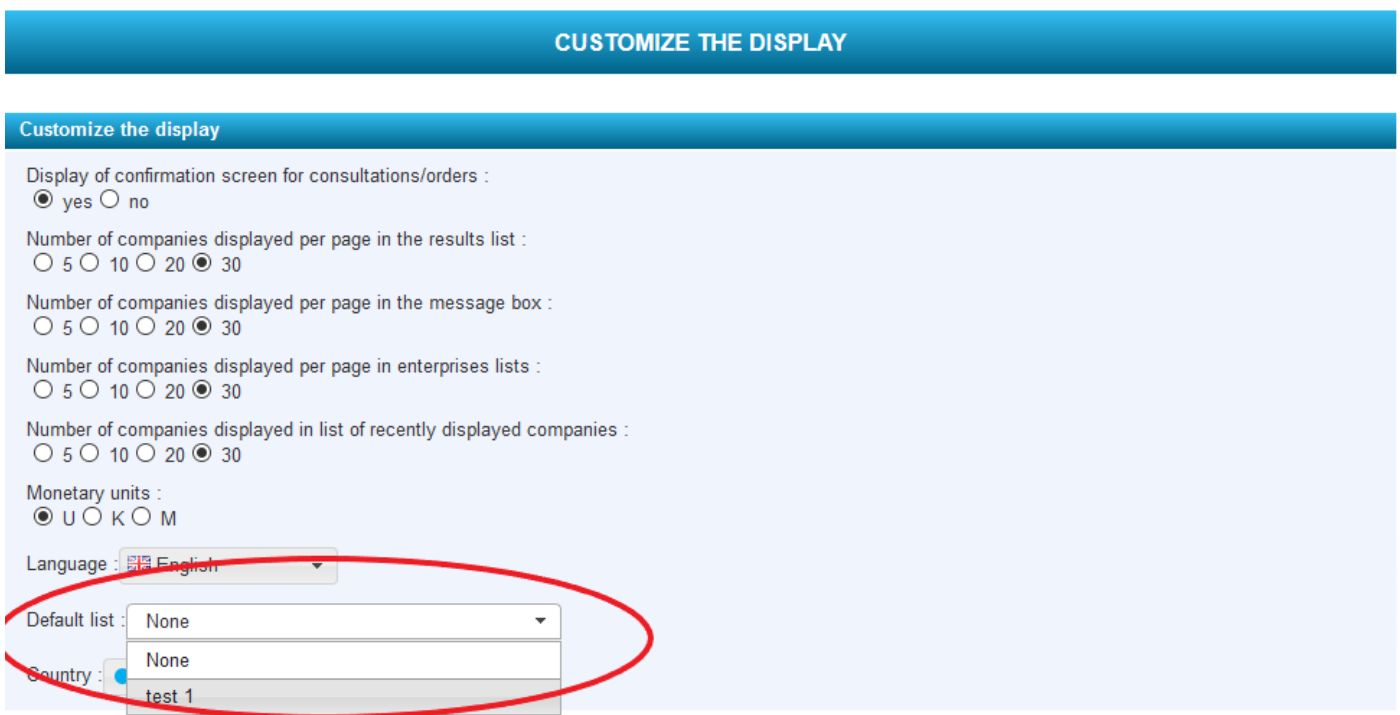 CUSTOMIZE THE DISPLAY
Customize the display
Display of confirmation screen for consultations/orders :
yes no
Number of companies displayed per page in the results list :
5 10 20 30
Number of companies displayed per page in the message box :
5 10 20 30
Number of companies displayed per page in enterprises lists :
5 10 20 30
Number of companies displayed in list of recently displayed companies :
5 10 20 30
Monetary units :
U K M
Language : English
Default list : None
None
Country :
test 1